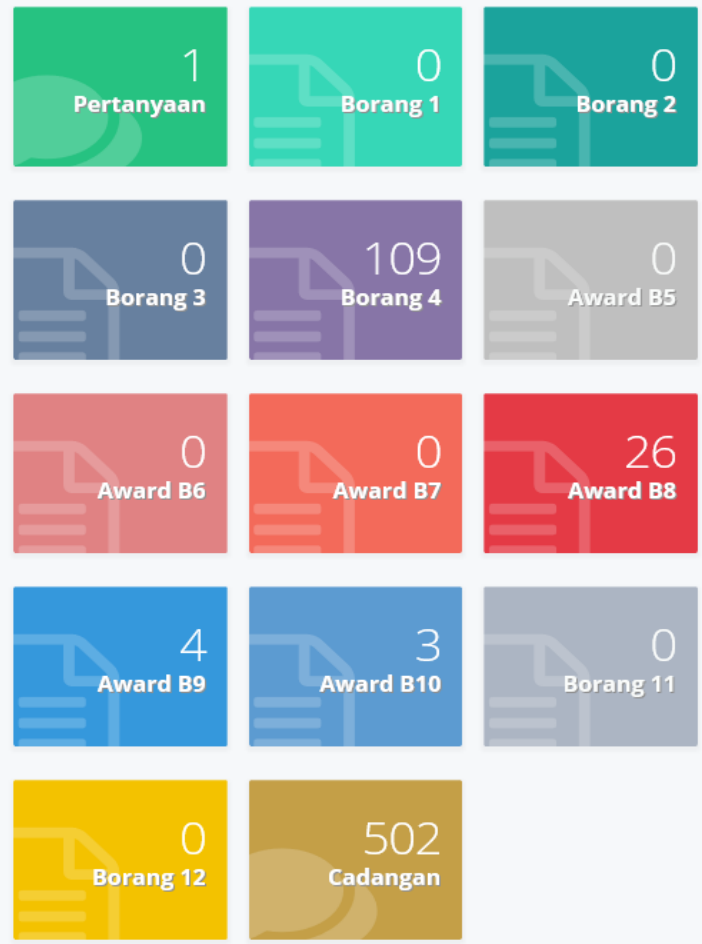 1
Pertanyaan
0
Borang 1
0
Borang 2
0
Borang 3
109
Borang 4
0
Award B5
0
Award B6
0
Award B7
26
Award B8
4
Award B9
3
Award B10
0
Borang 11
0
Borang 12
502
Cadangan